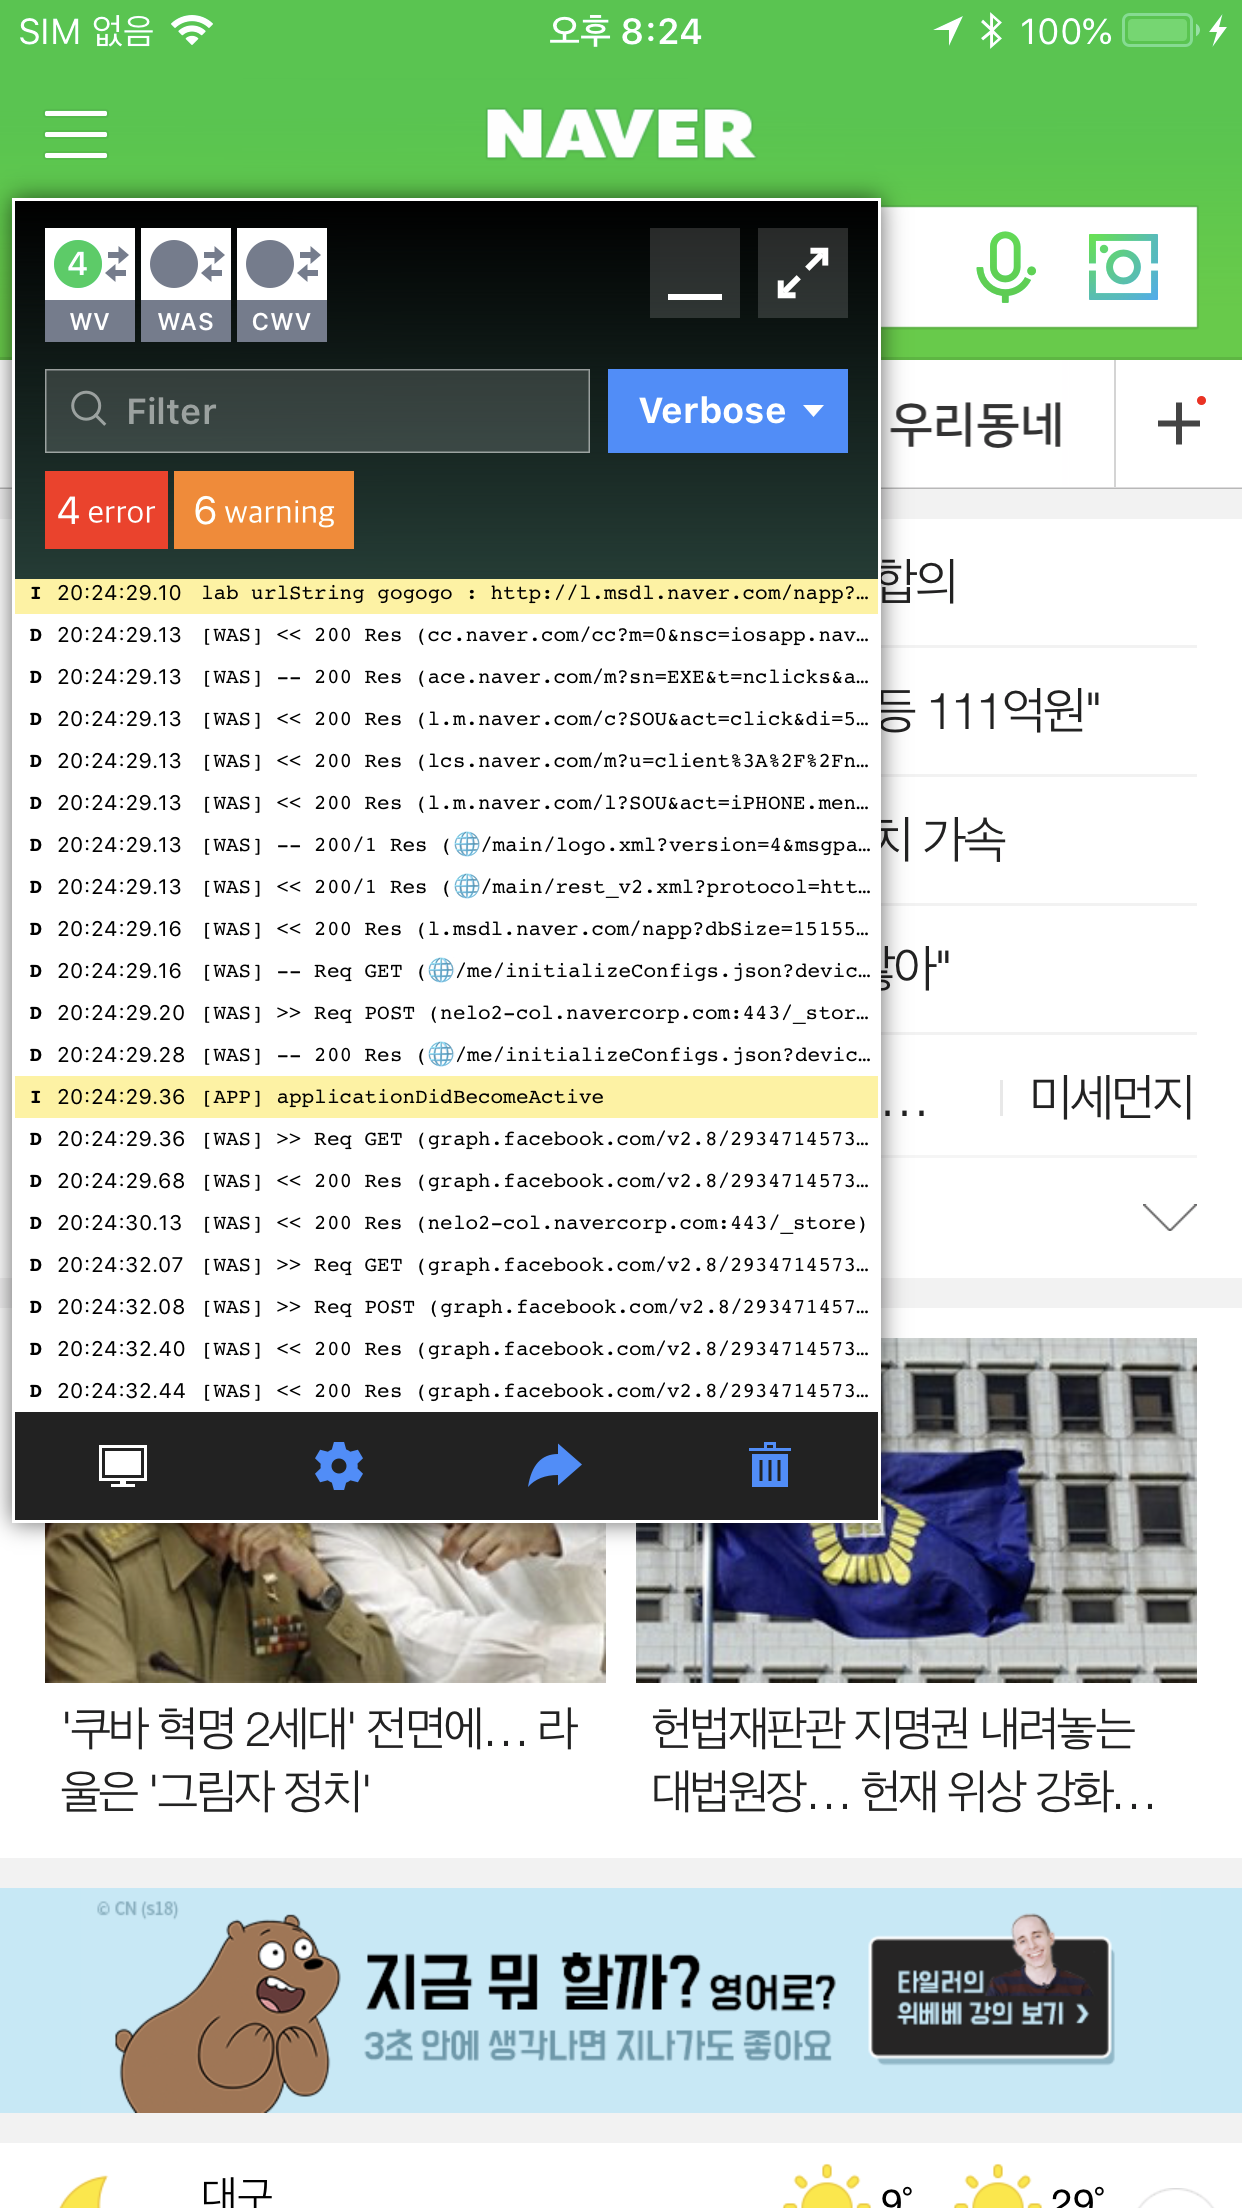 SIM 없음
오후 8:24
100%
NAVER
4
WV
WAS
CWV
Filter
Verbose
4 error
6 warning
우리동네
I 20:24:29.10 lab urlString gogogo : http://l.msdl.naver.com/napp?…
D 20:24:29.13 [WAS] << 200 Res (cc.naver.com/cc?m=0&nsc=iosapp.nav…
D 20:24:29.13 [WAS] -- 200 Res (ace.naver.com/m?sn=EXE&t=nclicks&a…
D 20:24:29.13 [WAS] << 200 Res (l.m.naver.com/c?SOU&act=click&di=5…
D 20:24:29.13 [WAS] << 200 Res (lcs.naver.com/m?u=client%3A%2F%2Fn…
D 20:24:29.13 [WAS] << 200 Res (l.m.naver.com/l?SOU&act=iPHONE.men…
D 20:24:29.13 [WAS] -- 200/1 Res (🌐/main/logo.xml?version=4&msgpa…
D 20:24:29.13 [WAS] << 200/1 Res (🌐/main/rest_v2.xml?protocol=htt…
D 20:24:29.16 [WAS] << 200 Res (l.msdl.naver.com/napp?dbSize=15155…
D 20:24:29.16 [WAS] -- Req GET (🌐/me/initializeConfigs.json?devic…
D 20:24:29.20 [WAS] >> Req POST (nelo2-col.navercorp.com:443/_stor…
D 20:24:29.28 [WAS] -- 200 Res (🌐/me/initializeConfigs.json?devic…
I 20:24:29.36 [APP] applicationDidBecomeActive
D 20:24:29.36 [WAS] >> Req GET (graph.facebook.com/v2.8/2934714573…
D 20:24:29.68 [WAS] << 200 Res (graph.facebook.com/v2.8/2934714573…
D 20:24:30.13 [WAS] << 200 Res (nelo2-col.navercorp.com:443/_store)
D 20:24:32.07 [WAS] >> Req GET (graph.facebook.com/v2.8/2934714573…
D 20:24:32.08 [WAS] >> Req POST (graph.facebook.com/v2.8/293471457…
D 20:24:32.40 [WAS] << 200 Res (graph.facebook.com/v2.8/2934714573…
D 20:24:32.44 [WAS] << 200 Res (graph.facebook.com/v2.8/2934714573…
합의
등 111억원"
치 가속
… 미세먼지
'쿠바 혁명 2세대' 전면에… 라
울은 '그림자 정치'
헌법재판관 지명권 내려놓는
대법원장… 헌재 위상 강화…
© CN (s18)
지금 뭐 할까? 영어로?
3초 안에 생각나면 지나가도 좋아요
타일러의
위베베 강의 보기 >
대구
9°
29°